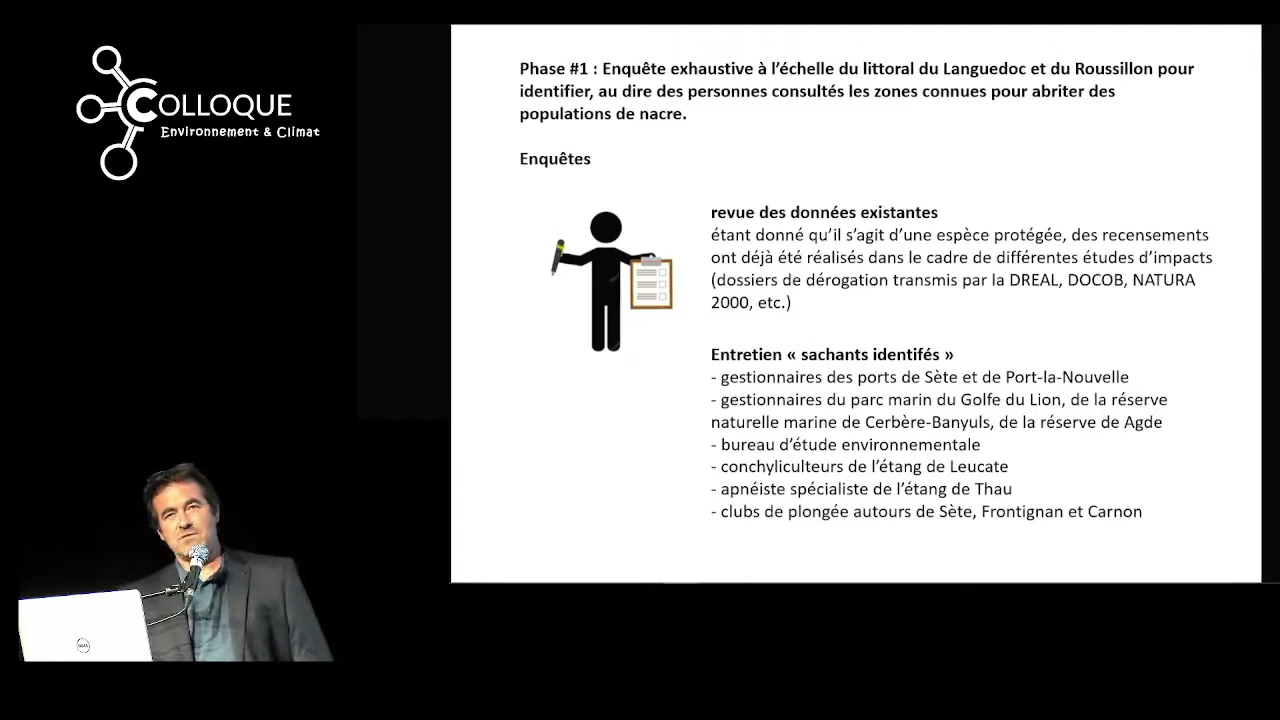 COLLOQUE
Environnement & Climat
Phase #1 : Enquête exhaustive à l’échelle du littoral du Languedoc et du Roussillon pour
identifier, au dire des personnes consultés les zones connues pour abriter des
populations de nacre.
Enquêtes
revue des données existantes
étant donné qu’il s’agit d’une espèce protégée, des recensements
ont déjà été réalisés dans le cadre de différentes études d’impacts
(dossiers de dérogation transmis par la DREAL, DOCOB, NATURA
2000, etc.)
Entretien « sachants identifés »
- gestionnaires des ports de Sète et de Port-la-Nouvelle
- gestionnaires du parc marin du Golfe du Lion, de la réserve
naturelle marine de Cerbère-Banyuls, de la réserve de Agde
- bureau d’étude environnementale
- conchyliculteurs de l’étang de Leucate
- apnéiste spécialiste de l’étang de Thau
- clubs de plongée autours de Sète, Frontignan et Carnon
DELL